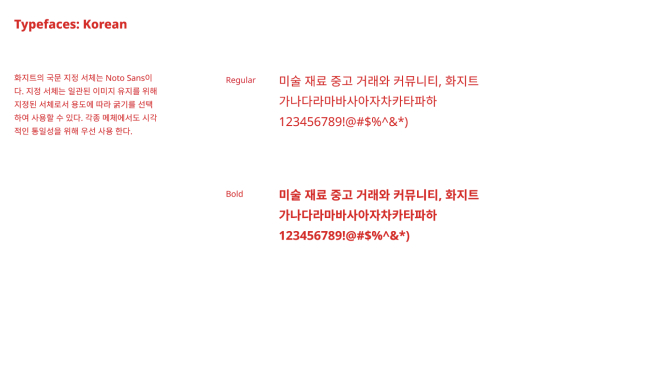 Typefaces: Korean
화지트의 국문 지정 서체는 Noto Sans이
다. 지정 서체는 일관된 이미지 유지를 위해
지정된 서체로서 용도에 따라 굵기를 선택
하여 사용할 수 있다. 각종 메체에서도 시각
적인 통일성을 위해 우선 사용 한다.
Regular
미술 재료 중고 거래와 커뮤니티, 화지트
가나다라마바사아자차카타파하
123456789!@#$%^&*)
Bold
미술 재료 중고 거래와 커뮤니티, 화지트
가나다라마바사아자차카타파하
123456789!@#$%^&*)